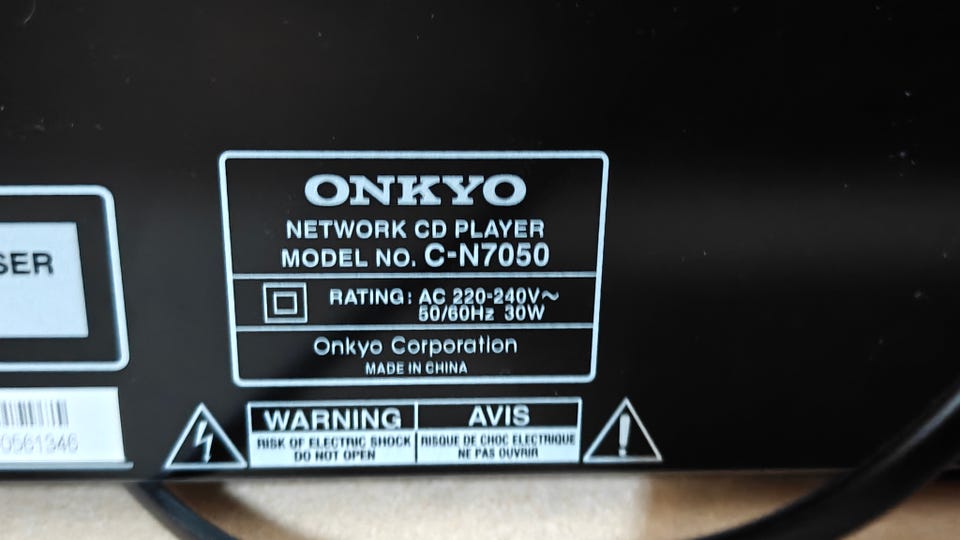 ONKYO
NETWORK CD PLAYER
MODEL NO. C-N7050
RATING: AC 220-240V~
50/60Hz 30W
Onkyo Corporation
MADE IN CHINA
WARNING
RISK OF ELECTRIC SHOCK
DO NOT OPEN
AVIS
RISQUE DE CHOC ELECTRIQUE
NE PAS OUVRIR
SER
0561346